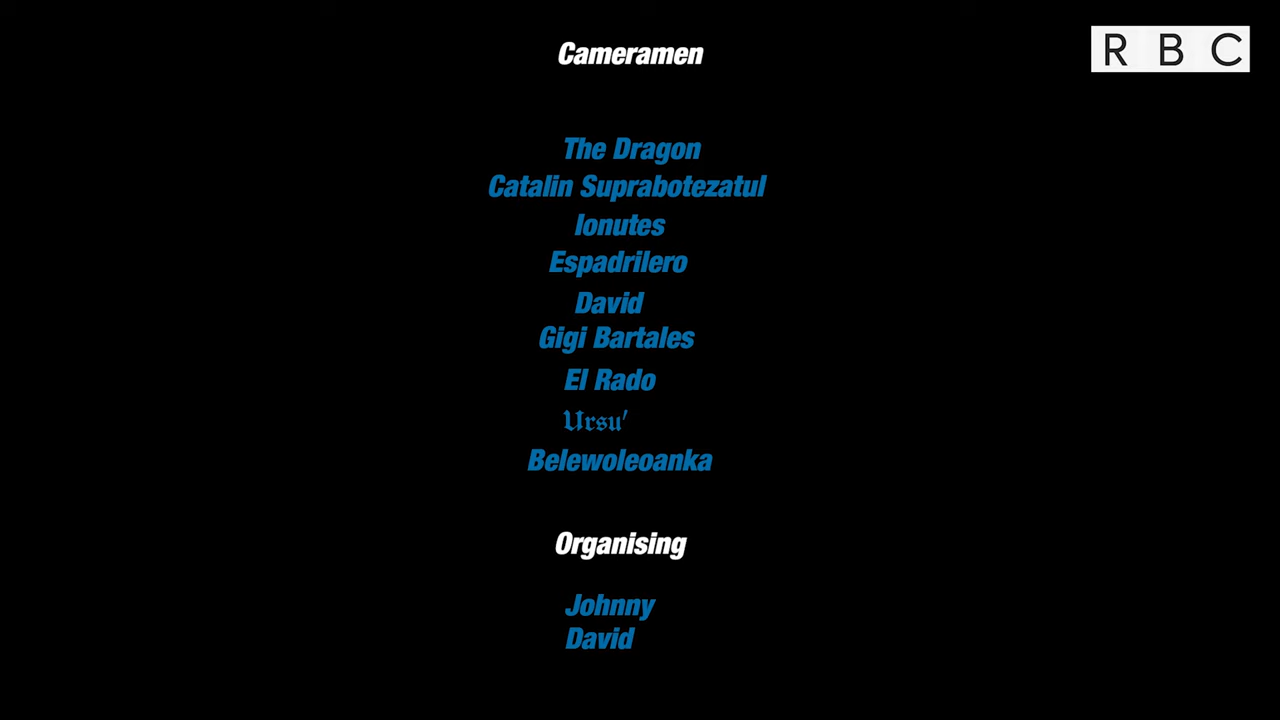 Cameramen
R B C
The Dragon
Catalin Suprabotezatul
Ionutes
Espadrilero
David
Gigi Bartales
El Rado
Ursu'
Belewoleoanka
Organising
Johnny
David